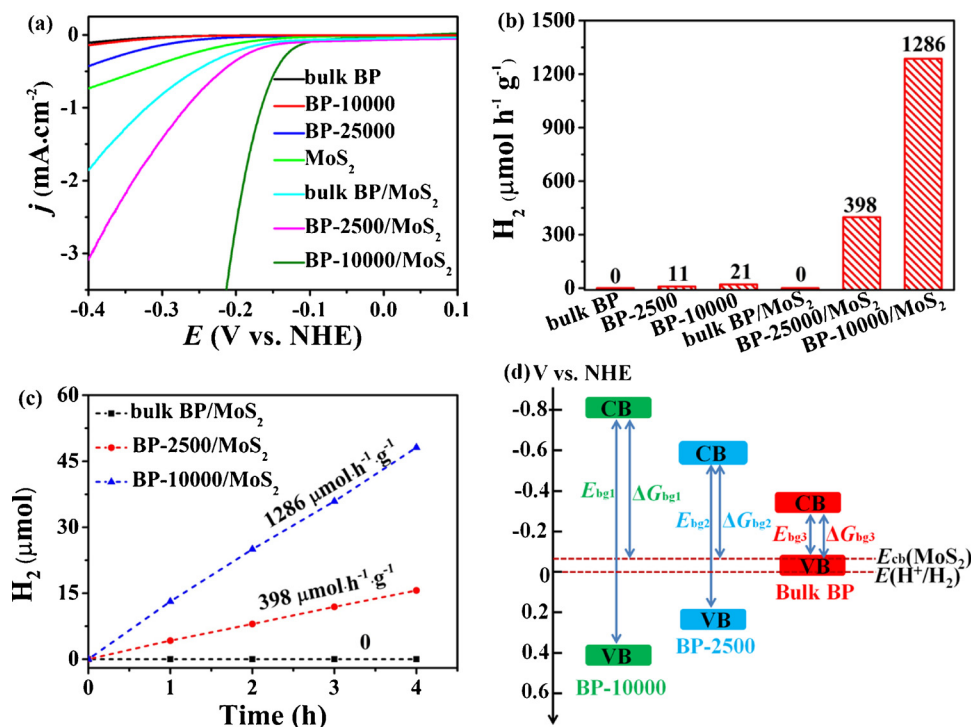 (a)
0
-1
-2
-3
j (mA.cm-2)
bulk BP
BP-10000
BP-25000
MoS2
bulk BP/MoS2
BP-2500/MoS2
BP-10000/MoS2
-0.4 -0.3 -0.2 -0.1 0.0 0.1
E (V vs. NHE)
(b)
1500
1200
900
600
300
0
H2 (μmol h-1 g-1)
0 11 21 0 398 1286
bulk BP
BP-2500
BP-10000
bulk BP/MoS2
BP-25000/MoS2
BP-10000/MoS2
(c)
60
45
30
15
0
H2 (μmol)
bulk BP/MoS2
BP-2500/MoS2
BP-10000/MoS2
1286 μmol·h-1·g-1
398 μmol·h-1·g-1
0
0 1 2 3 4
Time (h)
(d) V vs. NHE
-0.8
-0.6
-0.4
-0.2
0
0.2
0.4
0.6
CB
CB
CB
Ebg1 ΔGbg1
Ebg2 ΔGbg2
Ebg3 ΔGbg3
Ecb(MoS2)
VB
E(H+/H2)
Bulk BP
VB
BP-2500
VB
BP-10000